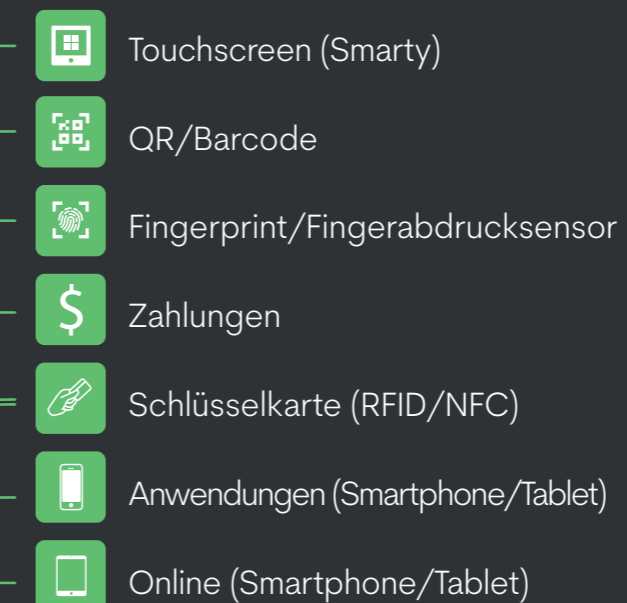 Touchscreen (Smarty)
QR/Barcode
Fingerprint/Fingerabdrucksensor
$ Zahlungen
Schlüsselkarte (RFID/NFC)
Anwendungen (Smartphone/Tablet)
Online (Smartphone/Tablet)